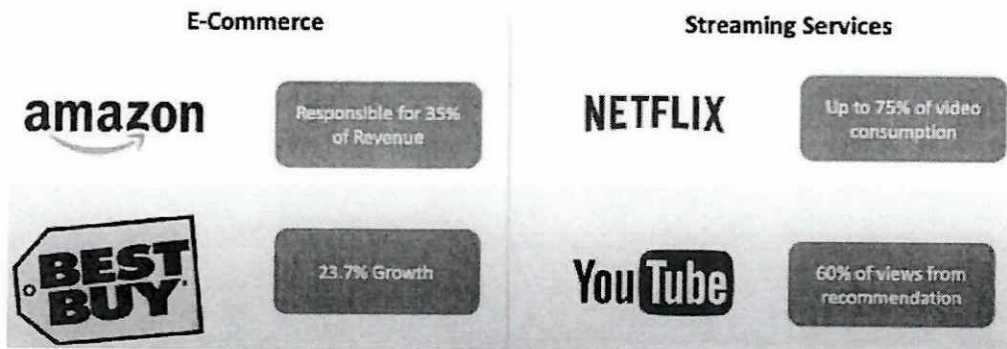 E-Commerce
Streaming Services
amazon
Responsible for 35%
of Revenue
NETFLIX
Up to 75% of video
consumption
BEST
BUY
23.7% Growth
YouTube
60% of views from
recommendation